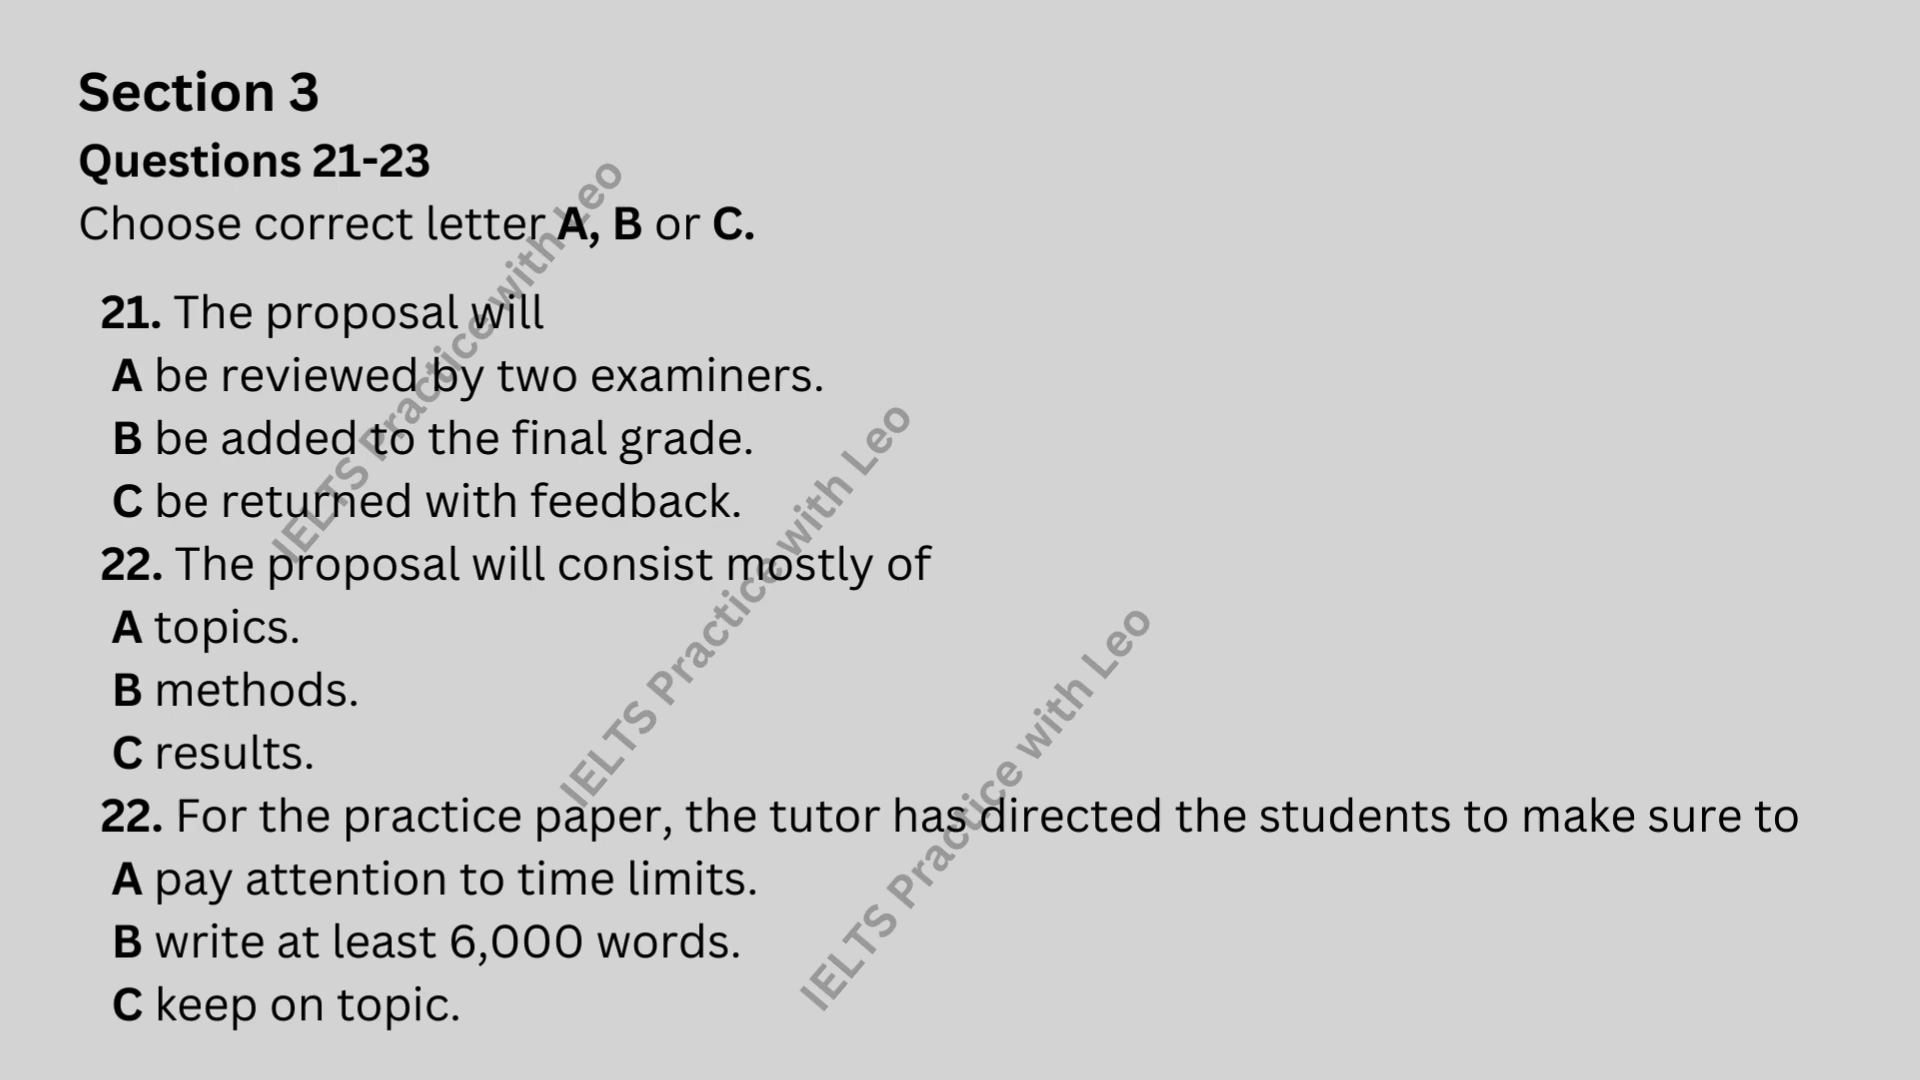 Section 3
Questions 21-23
Choose correct letter A, B or C.
21. The proposal will
A be reviewed by two examiners.
B be added to the final grade.
C be returned with feedback.
22. The proposal will consist mostly of
A topics.
B methods.
C results.
22. For the practice paper, the tutor has directed the students to make sure to
A pay attention to time limits.
B write at least 6,000 words.
C keep on topic.
IELTS Practice with Leo
IELTS Practice with Leo
IELTS Practice with Leo